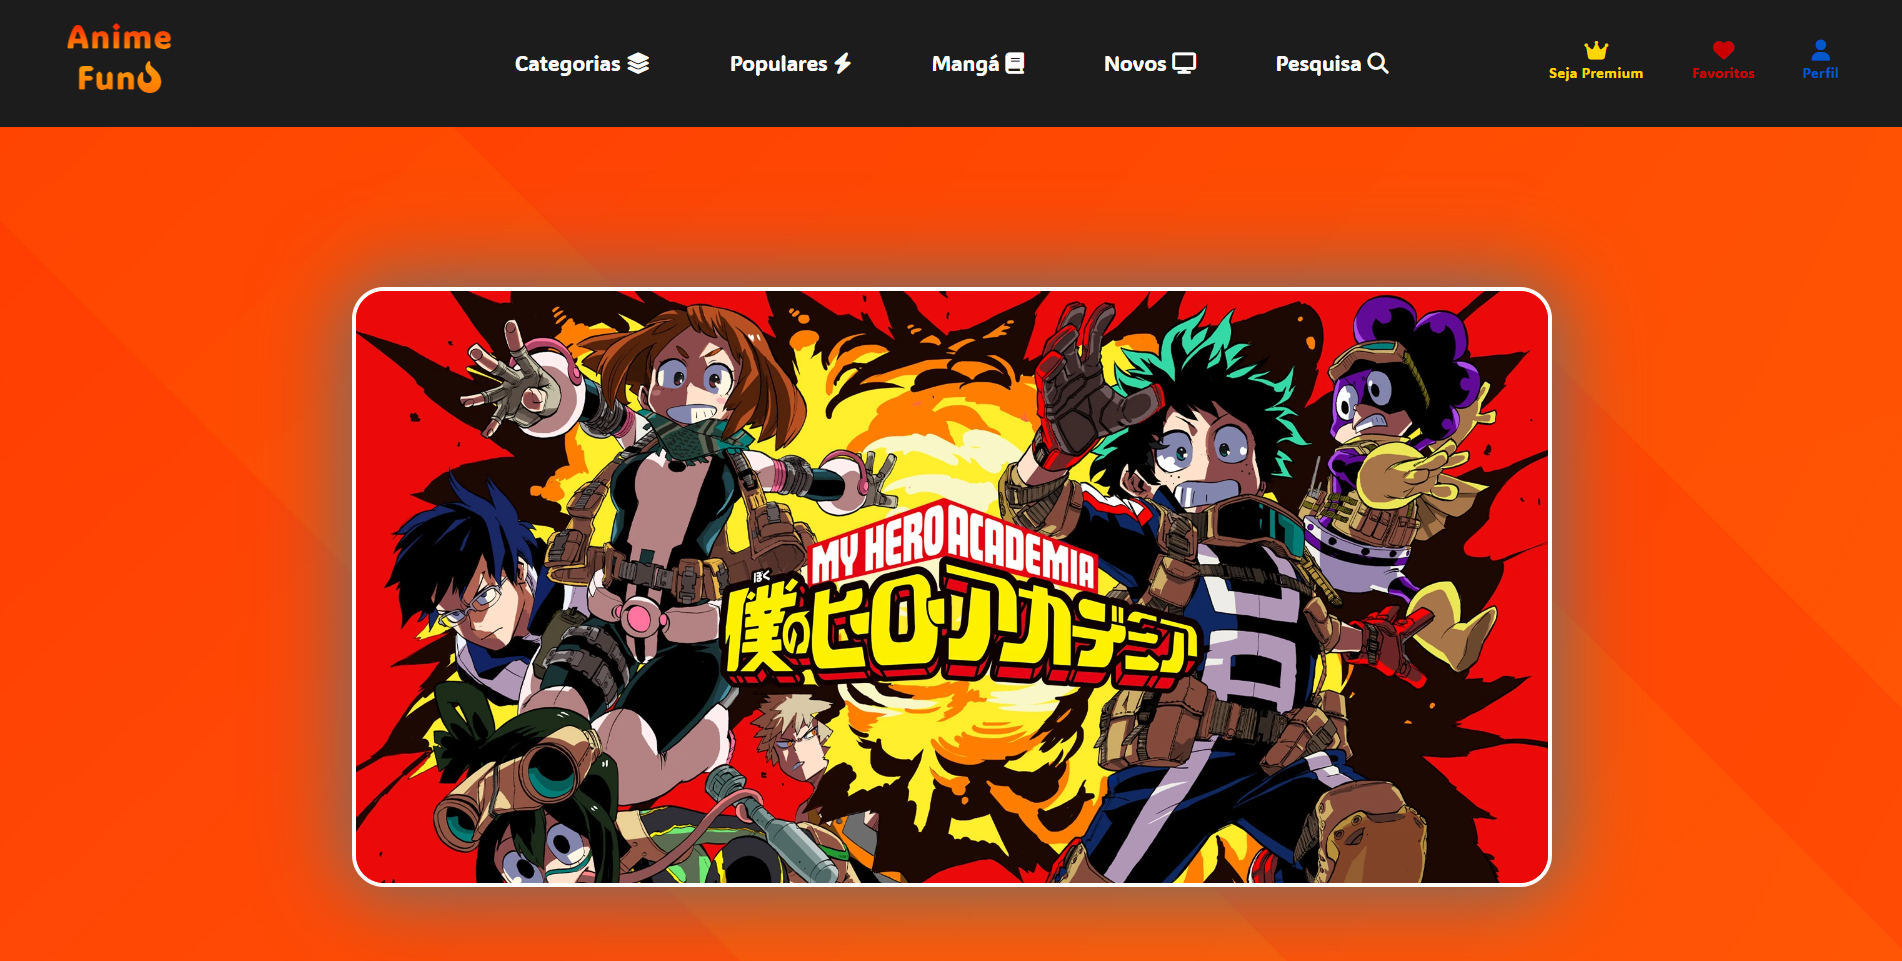 Anime
Fun
Categorias
Populares
Mangá
Novos
Pesquisa
Seja Premium
Favoritos
Perfil
MY HERO ACADEMIA
ぼく
僕のヒーローアカデミア